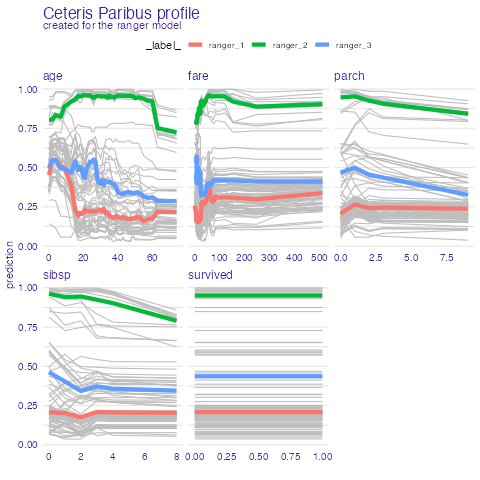 Ceteris Paribus profile
created for the ranger model
_label_ ranger_1 ranger_2 ranger_3
age fare parch
1.00
0.75
0.50
0.25
0.00
0 20 40 60 0 100 200 300 400 500 0.0 2.5 5.0 7.5
prediction
sibsp survived
1.00
0.75
0.50
0.25
0.00
0 2 4 6 8 0.00 0.25 0.50 0.75 1.00